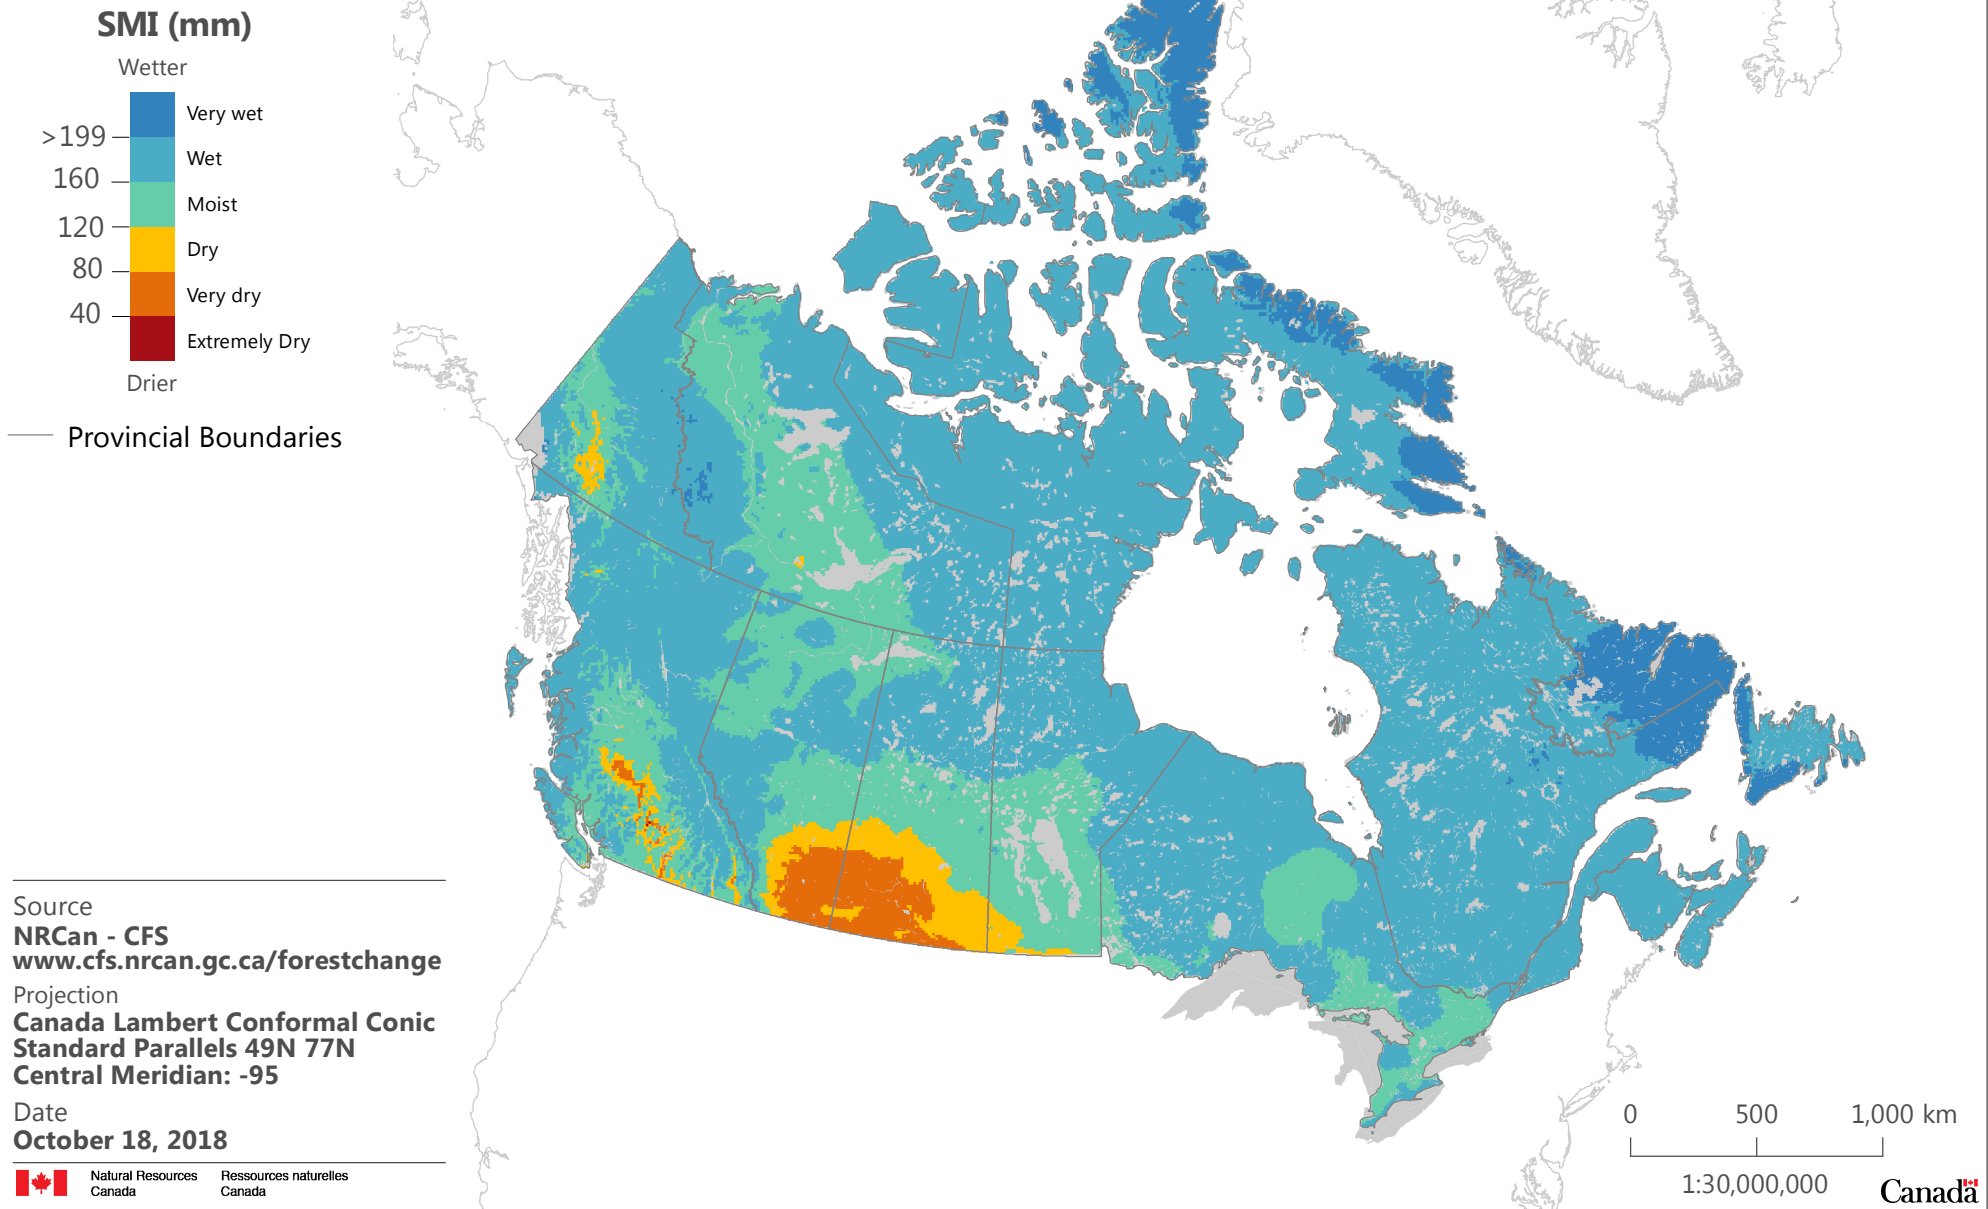 SMI (mm)
Wetter
Very wet
>199
Wet
160
Moist
120
Dry
80
Very dry
40
Extremely Dry
Drier
Provincial Boundaries
Source
NRCan - CFS
www.cfs.nrcan.gc.ca/forestchange
Projection
Canada Lambert Conformal Conic
Standard Parallels 49N 77N
Central Meridian: -95
Date
October 18, 2018
Natural Resources Ressources naturelles
Canada Canada
0 500 1,000 km
1:30,000,000
Canada